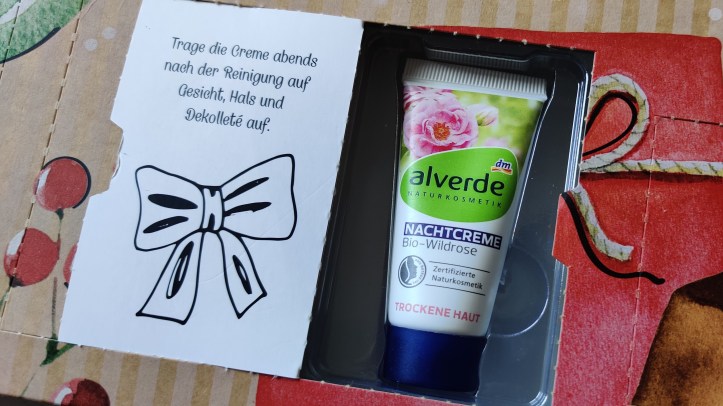 Trage die Creme abends
nach der Reinigung auf
Gesicht, Hals und
Dekolleté auf.
dm
alverde
NATURKOSMETIK
NACHTCREME
Bio-Wildrose
Zertifizierte
Naturkosmetik
TROCKENE HAUT